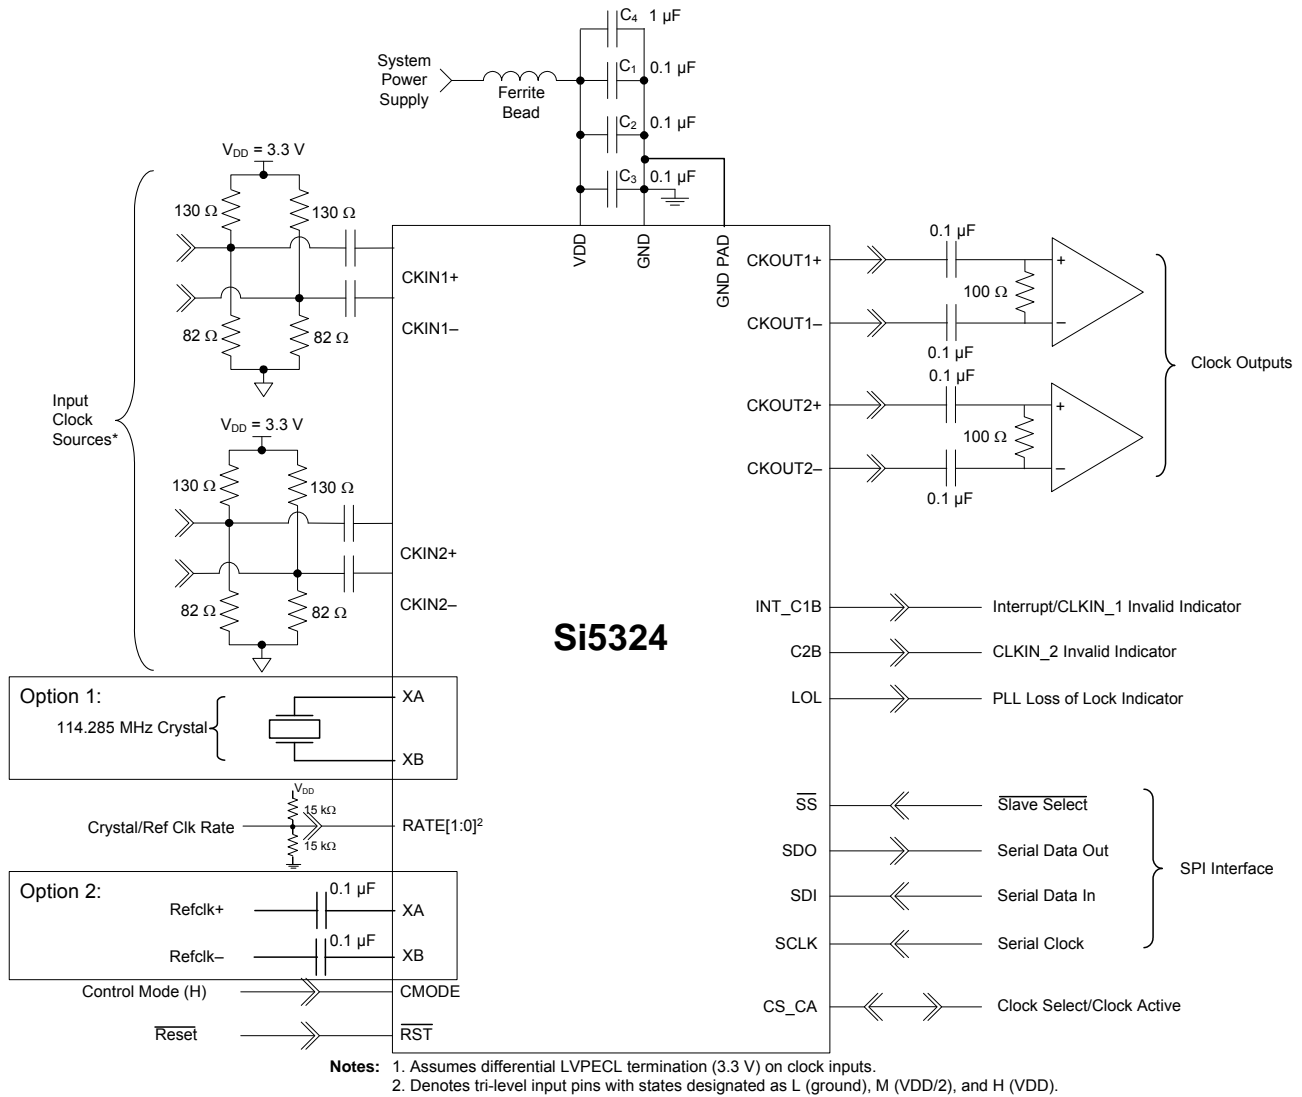 C4 1 µF
System
Power
Supply
Ferrite
Bead
C1 0.1 µF
C2 0.1 µF
C3 0.1 µF
VDD = 3.3 V
130 Ω
130 Ω
82 Ω
82 Ω
CKIN1+
CKIN1–
VDD
GND
GND PAD
CKOUT1+
0.1 µF
+
100 Ω
CKOUT1–
–
0.1 µF
0.1 µF
Clock Outputs
CKOUT2+
+
100 Ω
CKOUT2–
–
0.1 µF
Input
Clock
Sources*
VDD = 3.3 V
130 Ω
130 Ω
82 Ω
82 Ω
CKIN2+
CKIN2–
Si5324
INT_C1B Interrupt/CLKIN_1 Invalid Indicator
C2B CLKIN_2 Invalid Indicator
LOL PLL Loss of Lock Indicator
Option 1:
114.285 MHz Crystal
XA
XB
VDD
15 kΩ
Crystal/Ref Clk Rate
15 kΩ
RATE[1:0]2
SS Slave Select
SDO Serial Data Out
SDI Serial Data In
SCLK Serial Clock
SPI Interface
Option 2:
Refclk+ 0.1 µF XA
Refclk– 0.1 µF XB
Control Mode (H) CMODE
Reset RST
CS_CA Clock Select/Clock Active
Notes: 1. Assumes differential LVPECL termination (3.3 V) on clock inputs.
2. Denotes tri-level input pins with states designated as L (ground), M (VDD/2), and H (VDD).